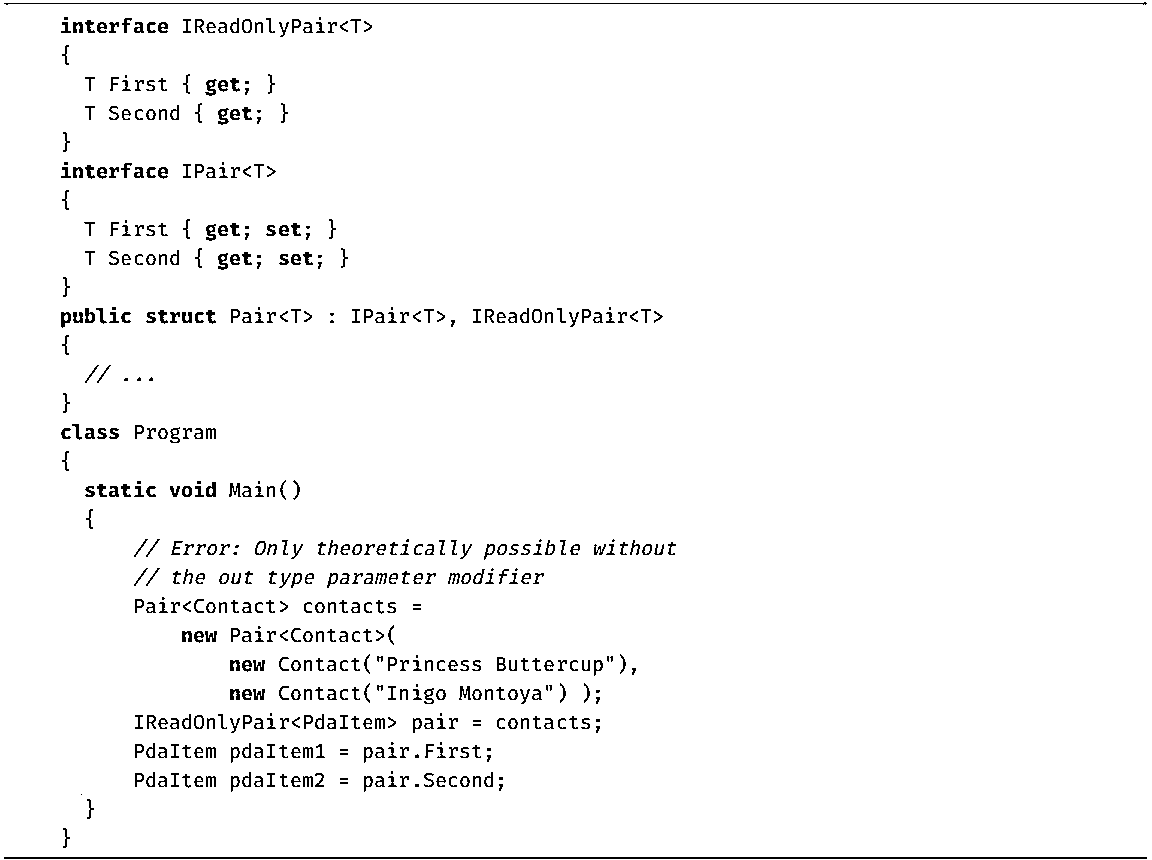 interface IReadOnlyPair<T>
{
  T First { get; }
  T Second { get; }
}
interface IPair<T>
{
  T First { get; set; }
  T Second { get; set; }
}
public struct Pair<T> : IPair<T>, IReadOnlyPair<T>
{
  // ...
}
class Program
{
  static void Main()
  {
      // Error: Only theoretically possible without
      // the out type parameter modifier
      Pair<Contact> contacts =
          new Pair<Contact>(
              new Contact("Princess Buttercup"),
              new Contact("Inigo Montoya") );
      IReadOnlyPair<PdaItem> pair = contacts;
      PdaItem pdaItem1 = pair.First;
      PdaItem pdaItem2 = pair.Second;
  }
}